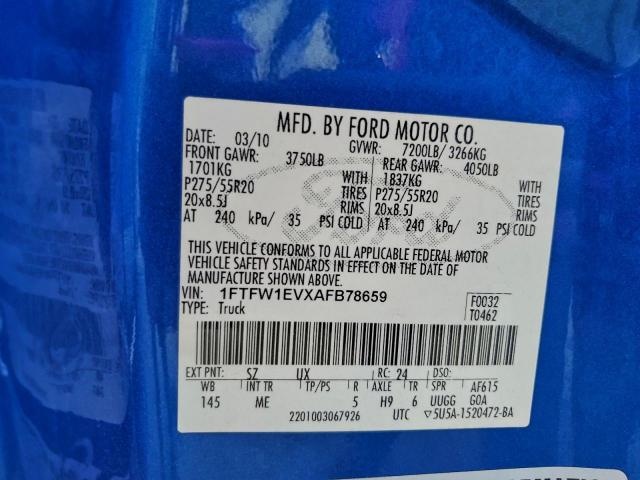 MFD. BY FORD MOTOR CO.
DATE: 03/10 GVWR: 7200LB/ 3266KG
FRONT GAWR: 3750LB REAR GAWR: 4050LB
1701KG WITH 1837KG WITH
P275/55R20 TIRES P275/55R20 TIRES
20x8.5J RIMS 20x8.5J RIMS
AT 240 kPa/ 35 PSI COLD AT 240 kPa/ 35 PSI COLD
THIS VEHICLE CONFORMS TO ALL APPLICABLE FEDERAL MOTOR
VEHICLE SAFETY STANDARDS IN EFFECT ON THE DATE OF
MANUFACTURE SHOWN ABOVE.
VIN: 1FTFW1EVXAFB78659 F0032
TYPE: Truck T0462
EXT PNT: SZ UX RC: 24 DSO:
WB INT TR TP/PS R AXLE TR SPR AF615
145 ME 5 H9 6 UUGG GOA
2201003067926 UTC ▽5U5A-1520472-BA